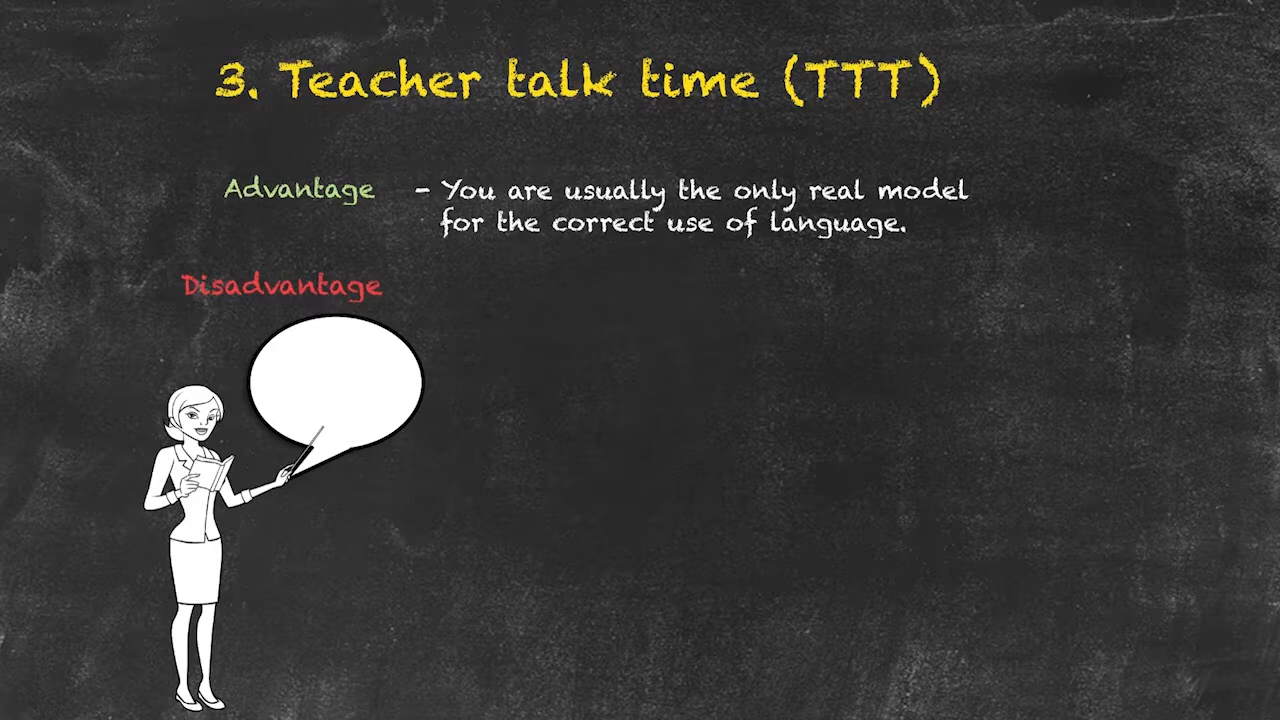 3. Teacher talk time (TTT)
Advantage - You are usually the only real model
for the correct use of language.
Disadvantage